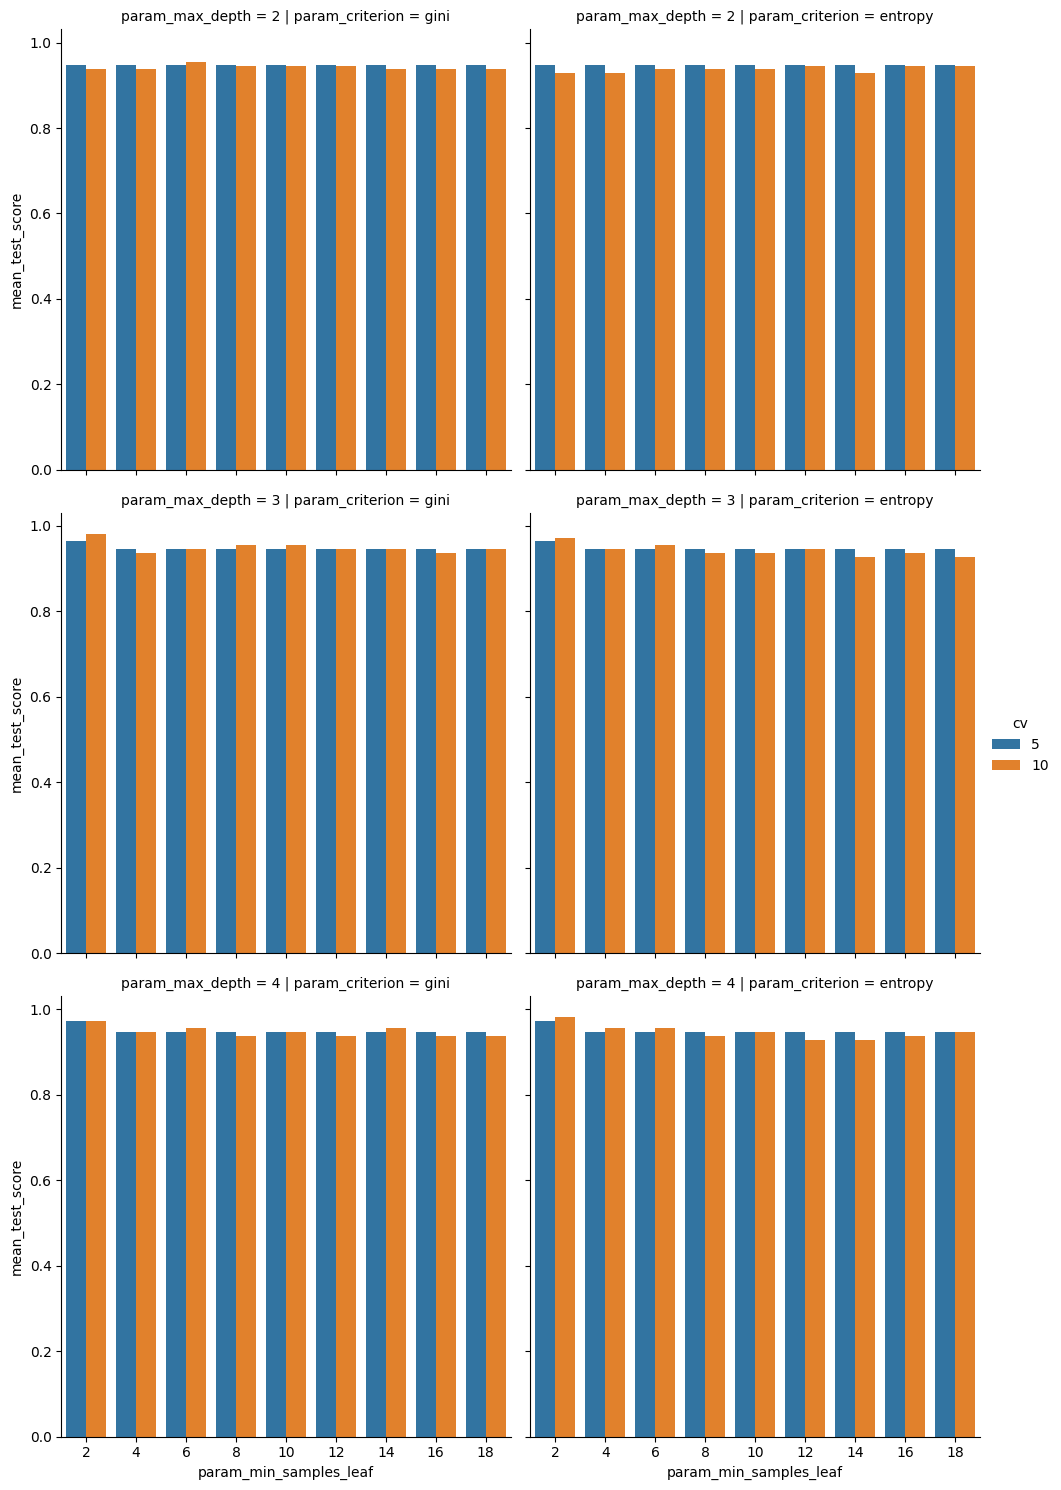 param_max_depth = 2 | param_criterion = gini
param_max_depth = 2 | param_criterion = entropy
1.0
0.8
0.6
0.4
0.2
0.0
mean_test_score
param_max_depth = 3 | param_criterion = gini
param_max_depth = 3 | param_criterion = entropy
1.0
0.8
0.6
0.4
0.2
0.0
mean_test_score
cv
5
10
param_max_depth = 4 | param_criterion = gini
param_max_depth = 4 | param_criterion = entropy
1.0
0.8
0.6
0.4
0.2
0.0
mean_test_score
2 4 6 8 10 12 14 16 18
param_min_samples_leaf
2 4 6 8 10 12 14 16 18
param_min_samples_leaf